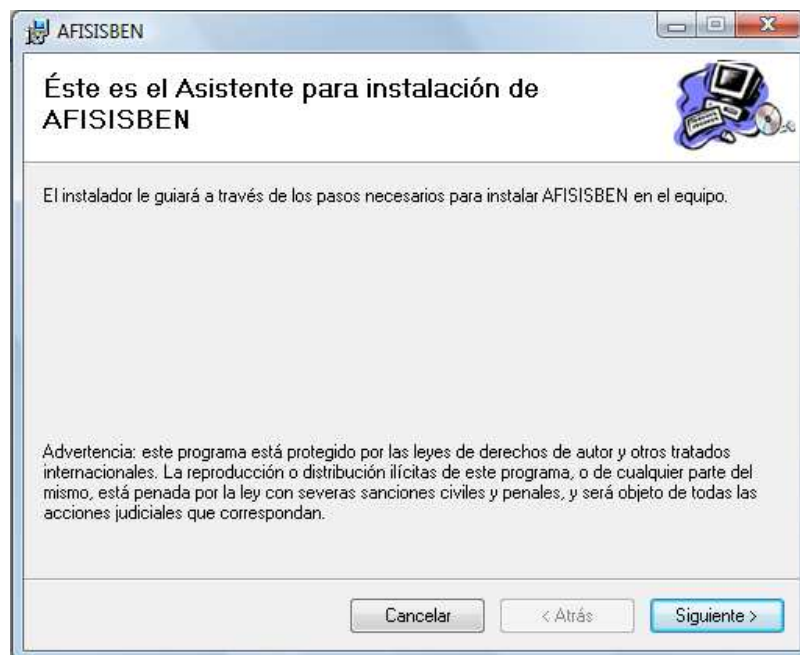 AFISISBEN
Éste es el Asistente para instalación de
AFISISBEN
El instalador le guiará a través de los pasos necesarios para instalar AFISISBEN en el equipo.
Advertencia: este programa está protegido por las leyes de derechos de autor y otros tratados
internacionales. La reproducción o distribución ilícitas de este programa, o de cualquier parte del
mismo, está penada por la ley con severas sanciones civiles y penales, y será objeto de todas las
acciones judiciales que correspondan.
Cancelar
< Atrás
Siguiente >